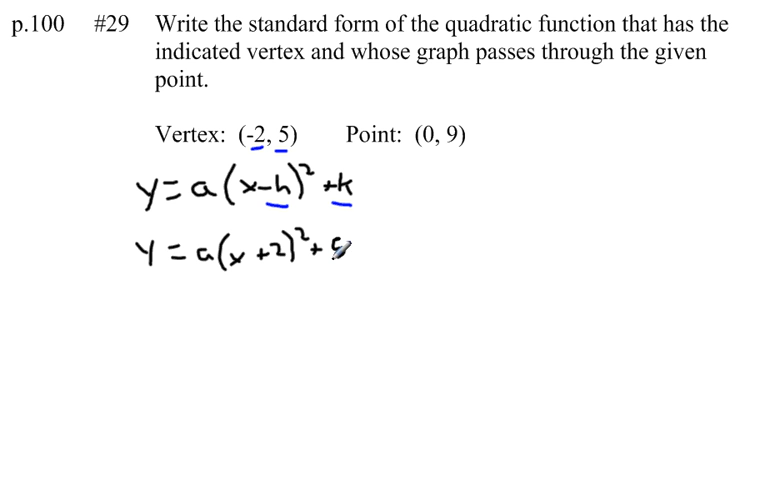 p.100 #29 Write the standard form of the quadratic function that has the
indicated vertex and whose graph passes through the given
point.
Vertex: (-2, 5) Point: (0, 9)
y = a(x-h)² + k
y = a(x+2)² + 5